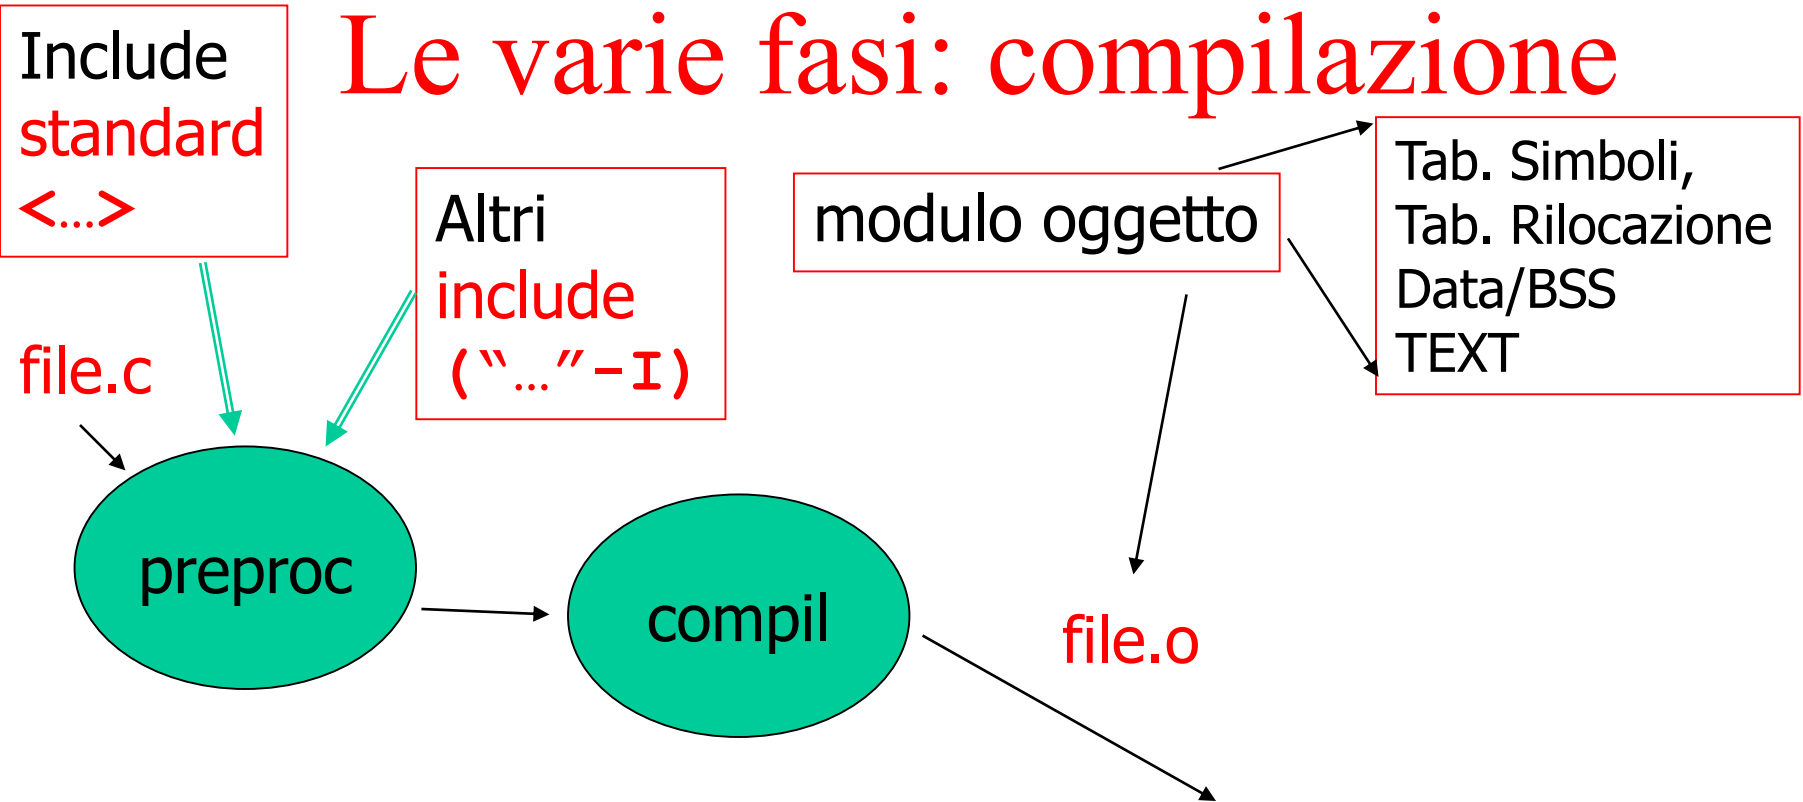 Le varie fasi: compilazione
Include
standard
<…>
Altri
include
(“…”-I)
modulo oggetto
Tab. Simboli,
Tab. Rilocazione
Data/BSS
TEXT
file.c
preproc
compil
file.o